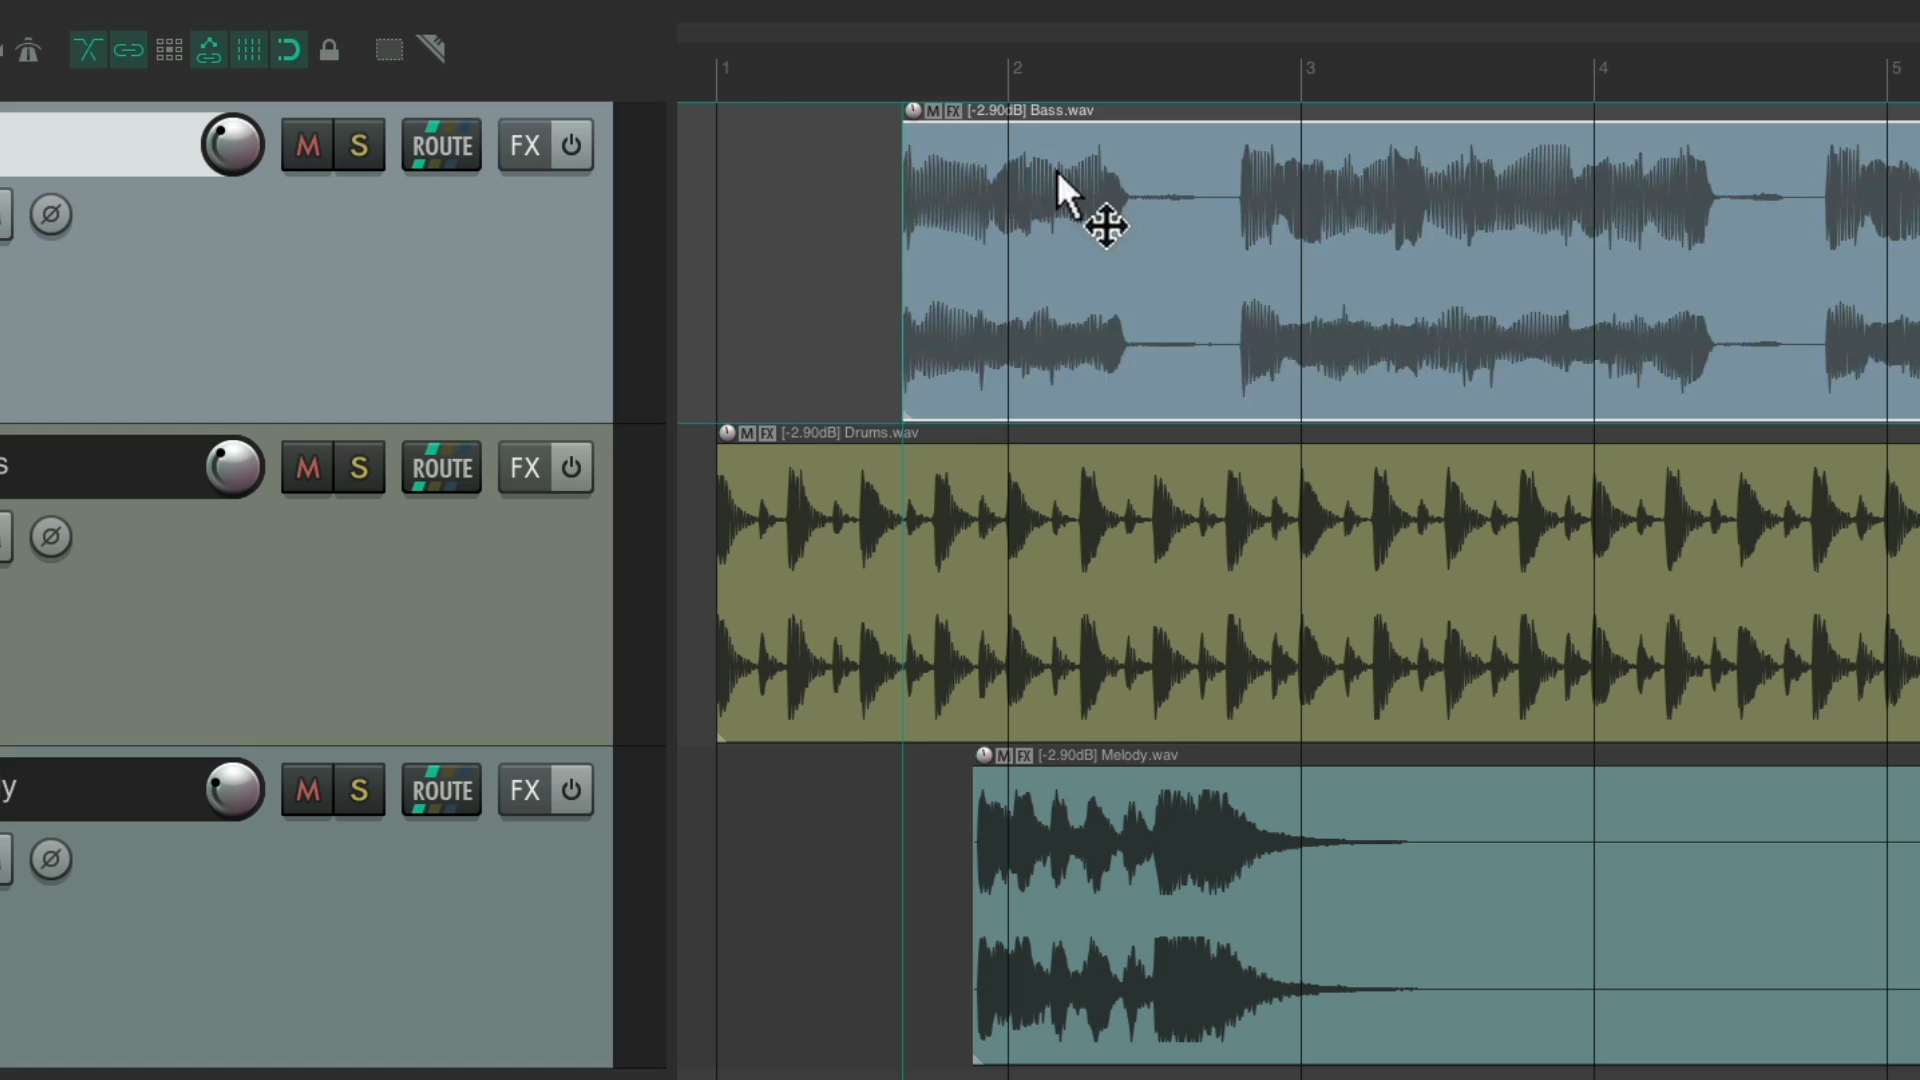 1 2 3 4 5
M FX [-2.90dB] Bass.wav
M S ROUTE FX
M FX [-2.90dB] Drums.wav
s M S ROUTE FX
M FX [-2.90dB] Melody.wav
y M S ROUTE FX